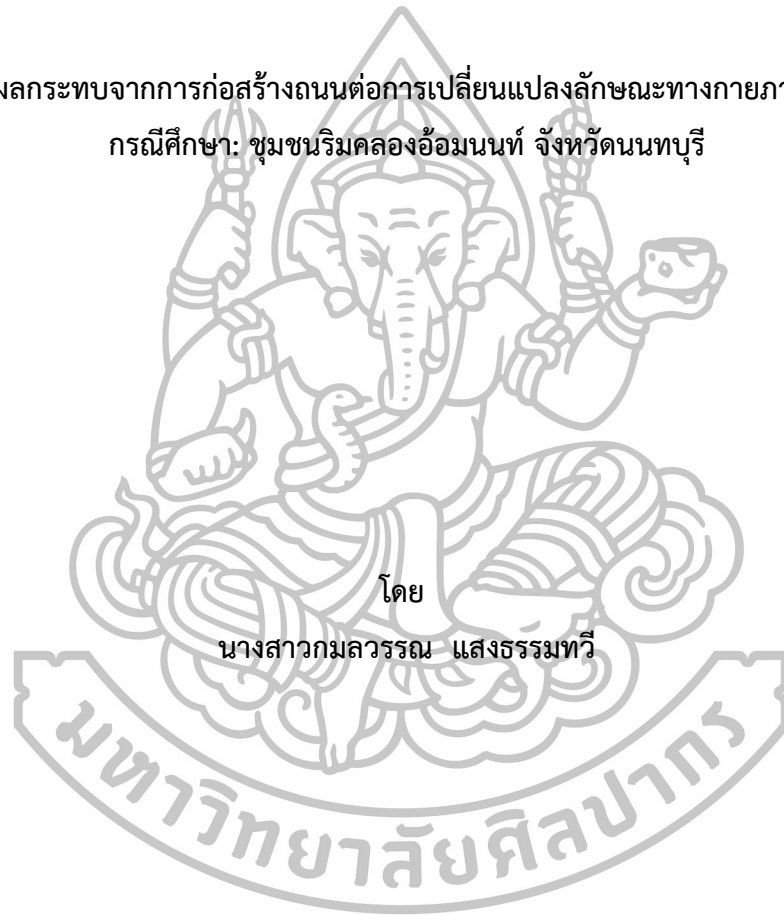 ผลกระทบจากการก่อสร้างถนนต่อการเปลี่ยนแปลงลักษณะทางกายภา
กรณีศึกษา: ชุมชนริมคลองอ้อมนนท์ จังหวัดนนทบุรี
โดย
นางสาวกมลวรรณ แสงธรรมทวี
มหาวิทยาลัยศิลปากร